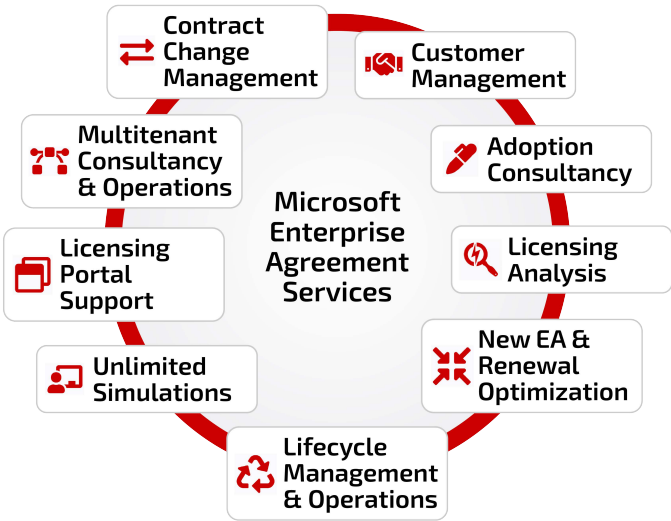 Contract
Change
Management
Customer
Management
Multitenant
Consultancy
& Operations
Adoption
Consultancy
Microsoft
Enterprise
Agreement
Services
Licensing
Portal
Support
Licensing
Analysis
Unlimited
Simulations
New EA &
Renewal
Optimization
Lifecycle
Management
& Operations